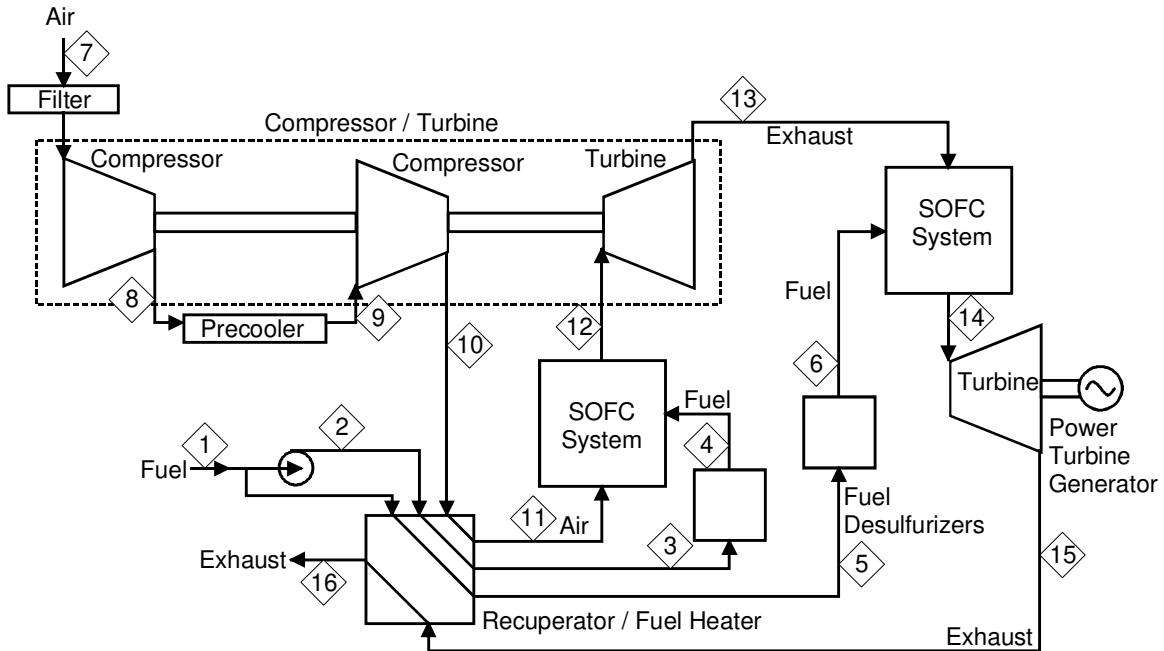 Air
7
Filter
Compressor / Turbine
Compressor
Compressor
Turbine
13
Exhaust
SOFC
System
8
Precooler
9
10
12
Fuel
14
6
Turbine
SOFC
System
Fuel
4
Power
Turbine
Generator
1
2
Fuel
11
Air
3
Fuel
Desulfurizers
5
15
Exhaust
16
Recuperator / Fuel Heater
Exhaust